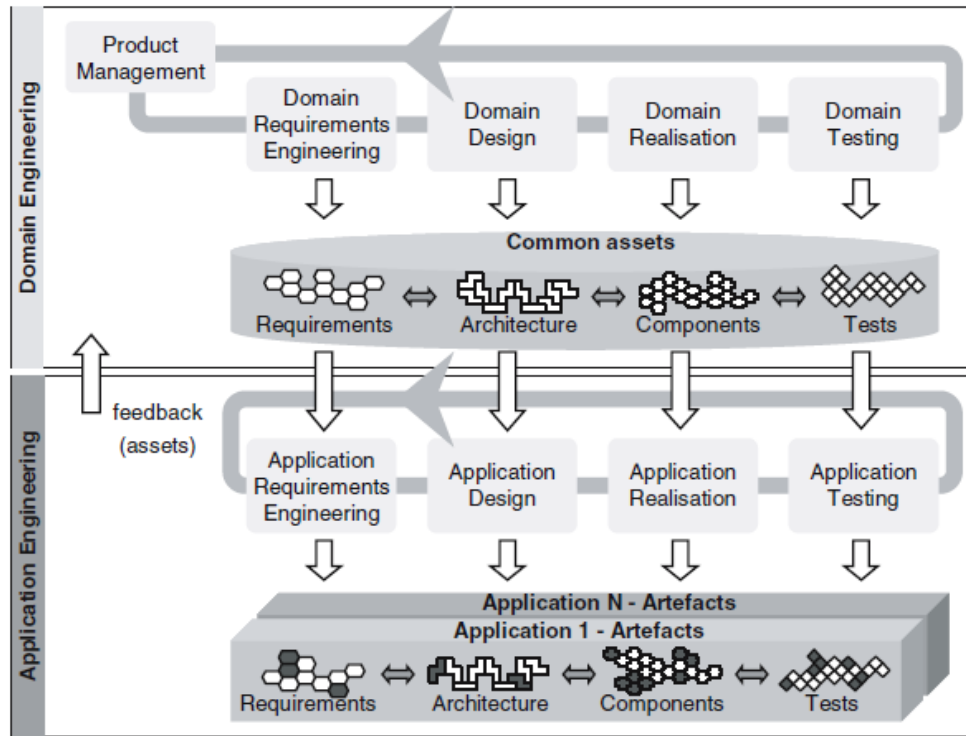 Domain Engineering
Product
Management
Domain
Requirements
Engineering
Domain
Design
Domain
Realisation
Domain
Testing
Common assets
Requirements
Architecture
Components
Tests
Application Engineering
feedback
(assets)
Application
Requirements
Engineering
Application
Design
Application
Realisation
Application
Testing
Application N - Artefacts
Application 1 - Artefacts
Requirements
Architecture
Components
Tests